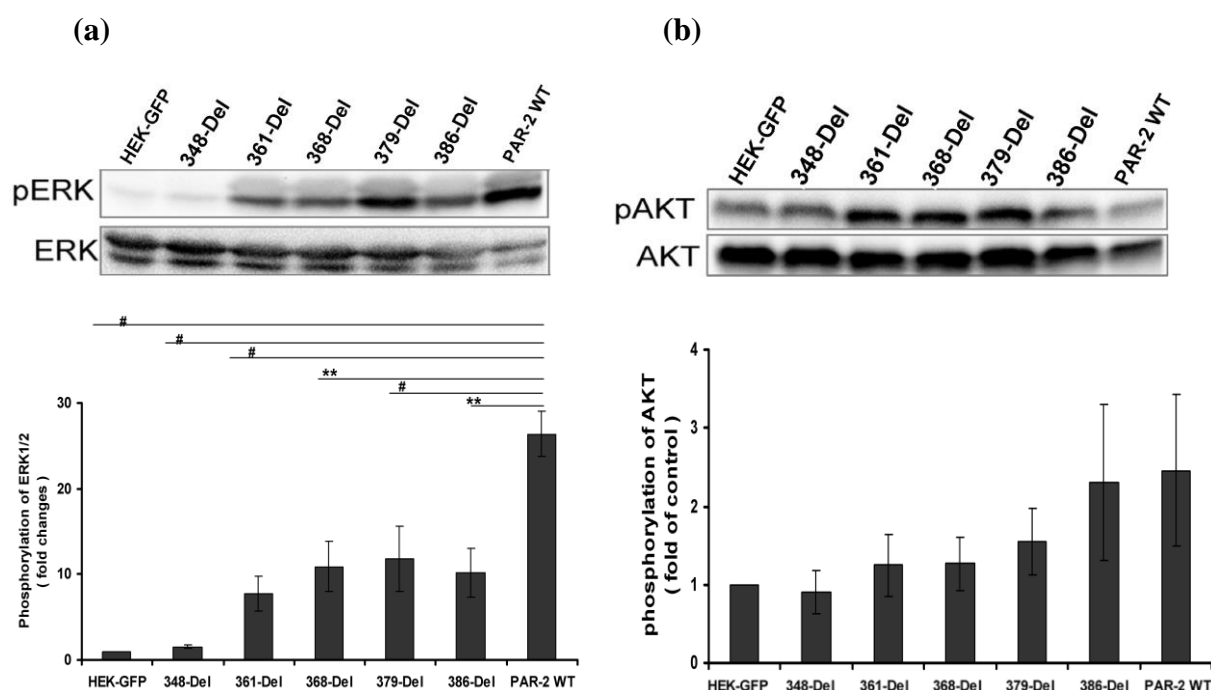 (a)
HEK-GFP 348-Del 361-Del 368-Del 379-Del 386-Del PAR-2 WT
pERK
ERK
#
#
#
**
#
**
Phosphorylation of ERK1/2
( fold changes )
30
20
10
0
HEK-GFP 348-Del 361-Del 368-Del 379-Del 386-Del PAR-2 WT
(b)
HEK-GFP 348-Del 361-Del 368-Del 379-Del 386-Del PAR-2 WT
pAKT
AKT
phosphorylation of AKT
( fold of control )
4
3
2
1
0
HEK-GFP 348-Del 361-Del 368-Del 379-Del 386-Del PAR-2 WT